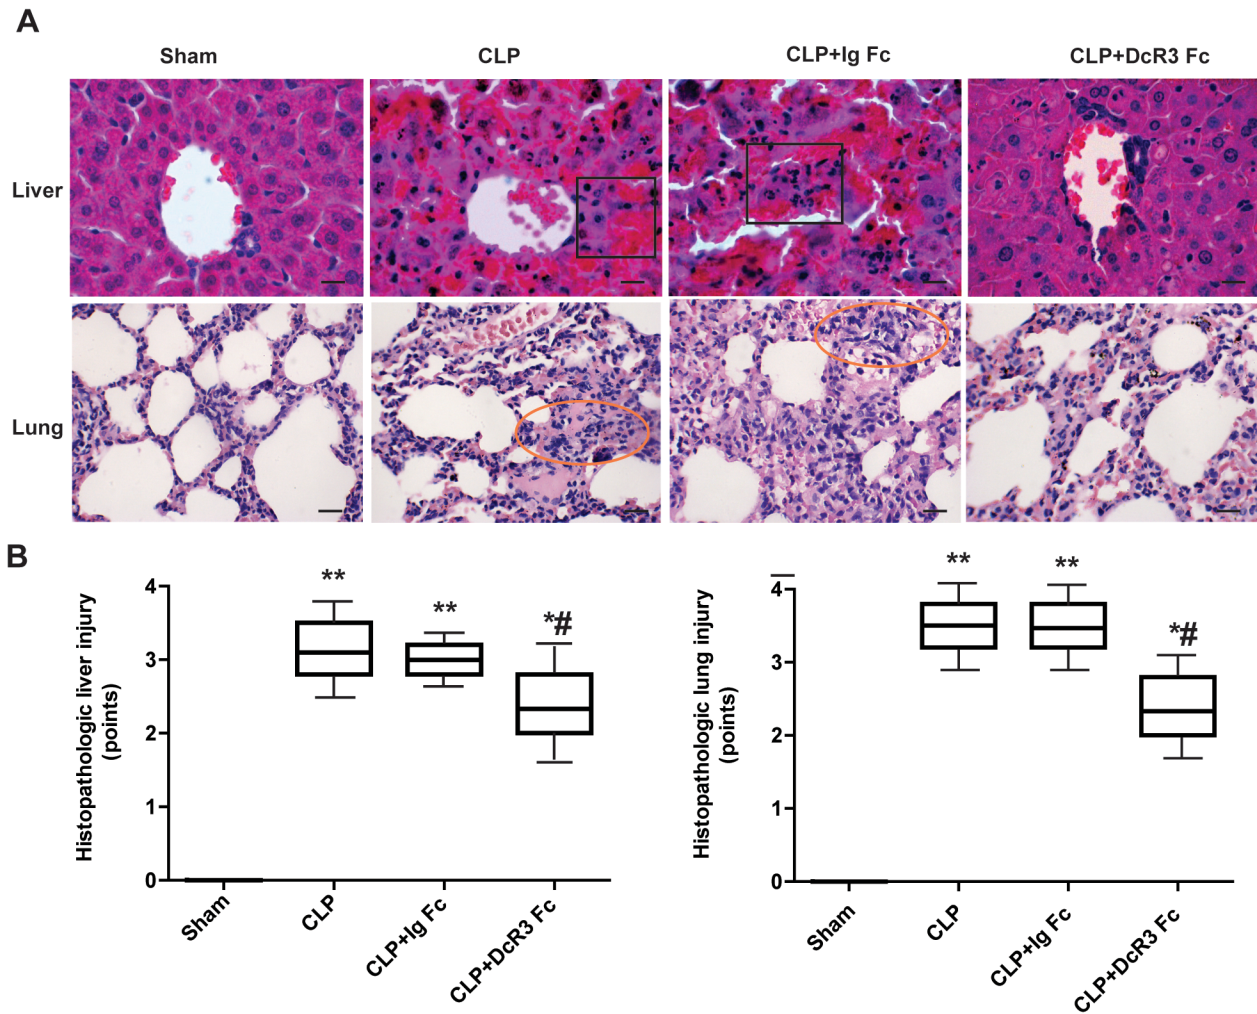 A
Sham CLP CLP+Ig Fc CLP+DcR3 Fc
Liver
Lung
B
Histopathologic liver injury
(points)
4
3
2
1
0
** ** *#
Sham CLP CLP+Ig Fc CLP+DcR3 Fc
Histopathologic lung injury
(points)
4
3
2
1
0
** ** *#
Sham CLP CLP+Ig Fc CLP+DcR3 Fc